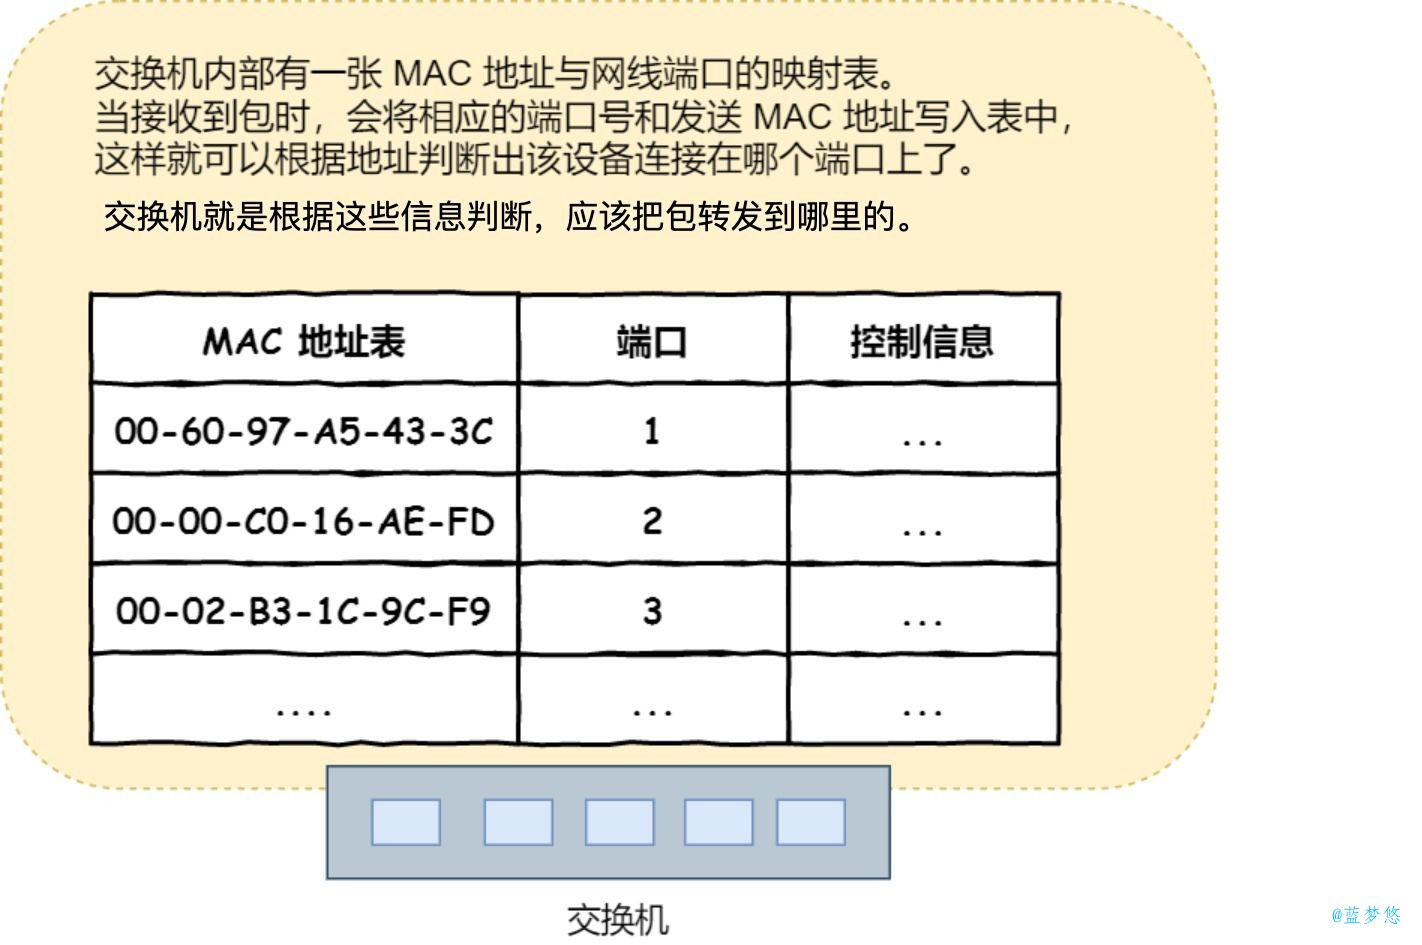 交换机内部有一张 MAC 地址与网线端口的映射表。
当接收到包时，会将相应的端口号和发送 MAC 地址写入表中，
这样就可以根据地址判断出该设备连接在哪个端口上了。
交换机就是根据这些信息判断，应该把包转发到哪里的。
MAC 地址表 端口 控制信息
00-60-97-A5-43-3C 1 ...
00-00-C0-16-AE-FD 2 ...
00-02-B3-1C-9C-F9 3 ...
.... ... ...
交换机
@蓝梦悠